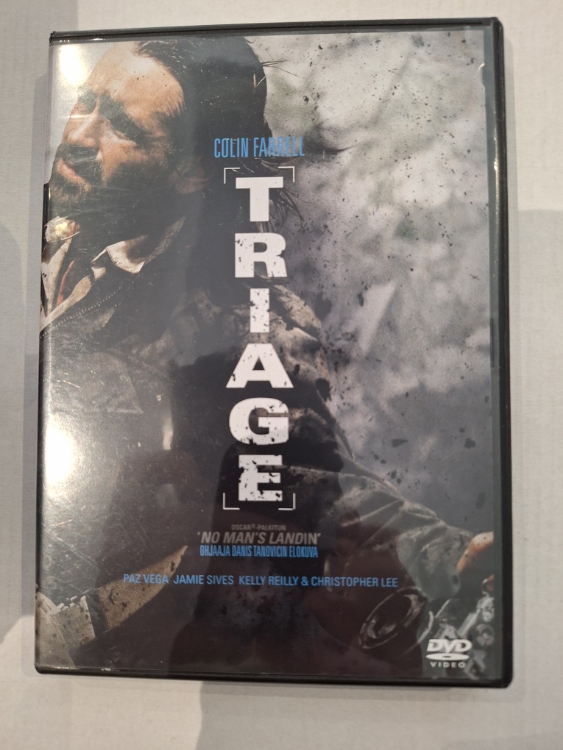 COLIN FARRELL
[TRIAGE]
OSCAR®-PALKITUN
'NO MAN'S LANDIN'
OHJAAJA DANIS TANOVICIN ELOKUVA
PAZ VEGA JAMIE SIVES KELLY REILLY & CHRISTOPHER LEE
DVD
VIDEO